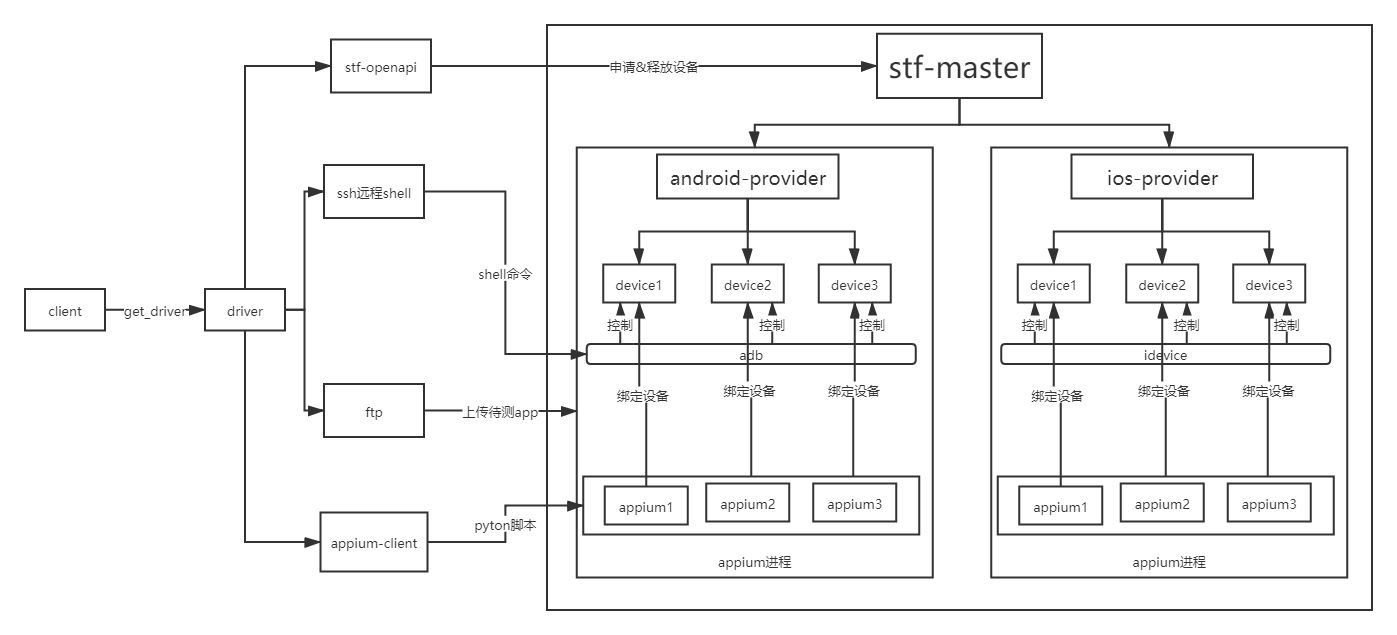 stf-openapi
申请&释放设备
stf-master
android-provider
ios-provider
ssh远程shell
shell命令
device1
device2
device3
device1
device2
device3
client
get_driver
driver
控制
控制
控制
控制
控制
控制
adb
idevice
绑定设备
绑定设备
绑定设备
绑定设备
绑定设备
绑定设备
ftp
上传待测app
appium1
appium2
appium3
appium1
appium2
appium3
pyton脚本
appium-client
appium进程
appium进程